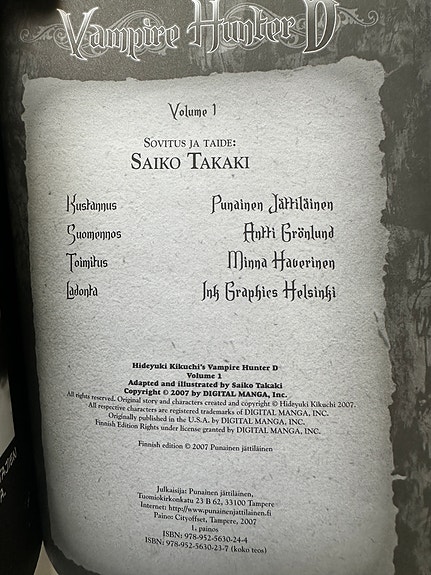 Vampire Hunter D
Volume 1
SOVITUS JA TAIDE:
SAIKO TAKAKI
Kustannus Punainen Jättiläinen
Suomennos Antti Grönlund
Toimitus Minna Haverinen
Ladonta Ink Graphics Helsinki
Hideyuki Kikuchi's Vampire Hunter D
Volume 1
Adapted and illustrated by Saiko Takaki
Copyright © 2007 by DIGITAL MANGA, Inc.
All rights reserved. Original story and characters created and copyright © Hideyuki Kikuchi 2007.
All respective characters are registered trademarks of DIGITAL MANGA, INC.
Originally published in the U.S.A. by DIGITAL MANGA, INC.
Finnish Edition Rights under license granted by DIGITAL MANGA, INC.
Finnish edition © 2007 Punainen jättiläinen
Julkaisija: Punainen jättiläinen,
Tuomiokirkonkatu 23 B 62, 33100 Tampere
Internet: http://www.punainenjattilainen.fi
Paino: Cityoffset, Tampere, 2007
1. painos
ISBN: 978-952-5630-24-4
ISBN: 978-952-5630-23-7 (koko teos)